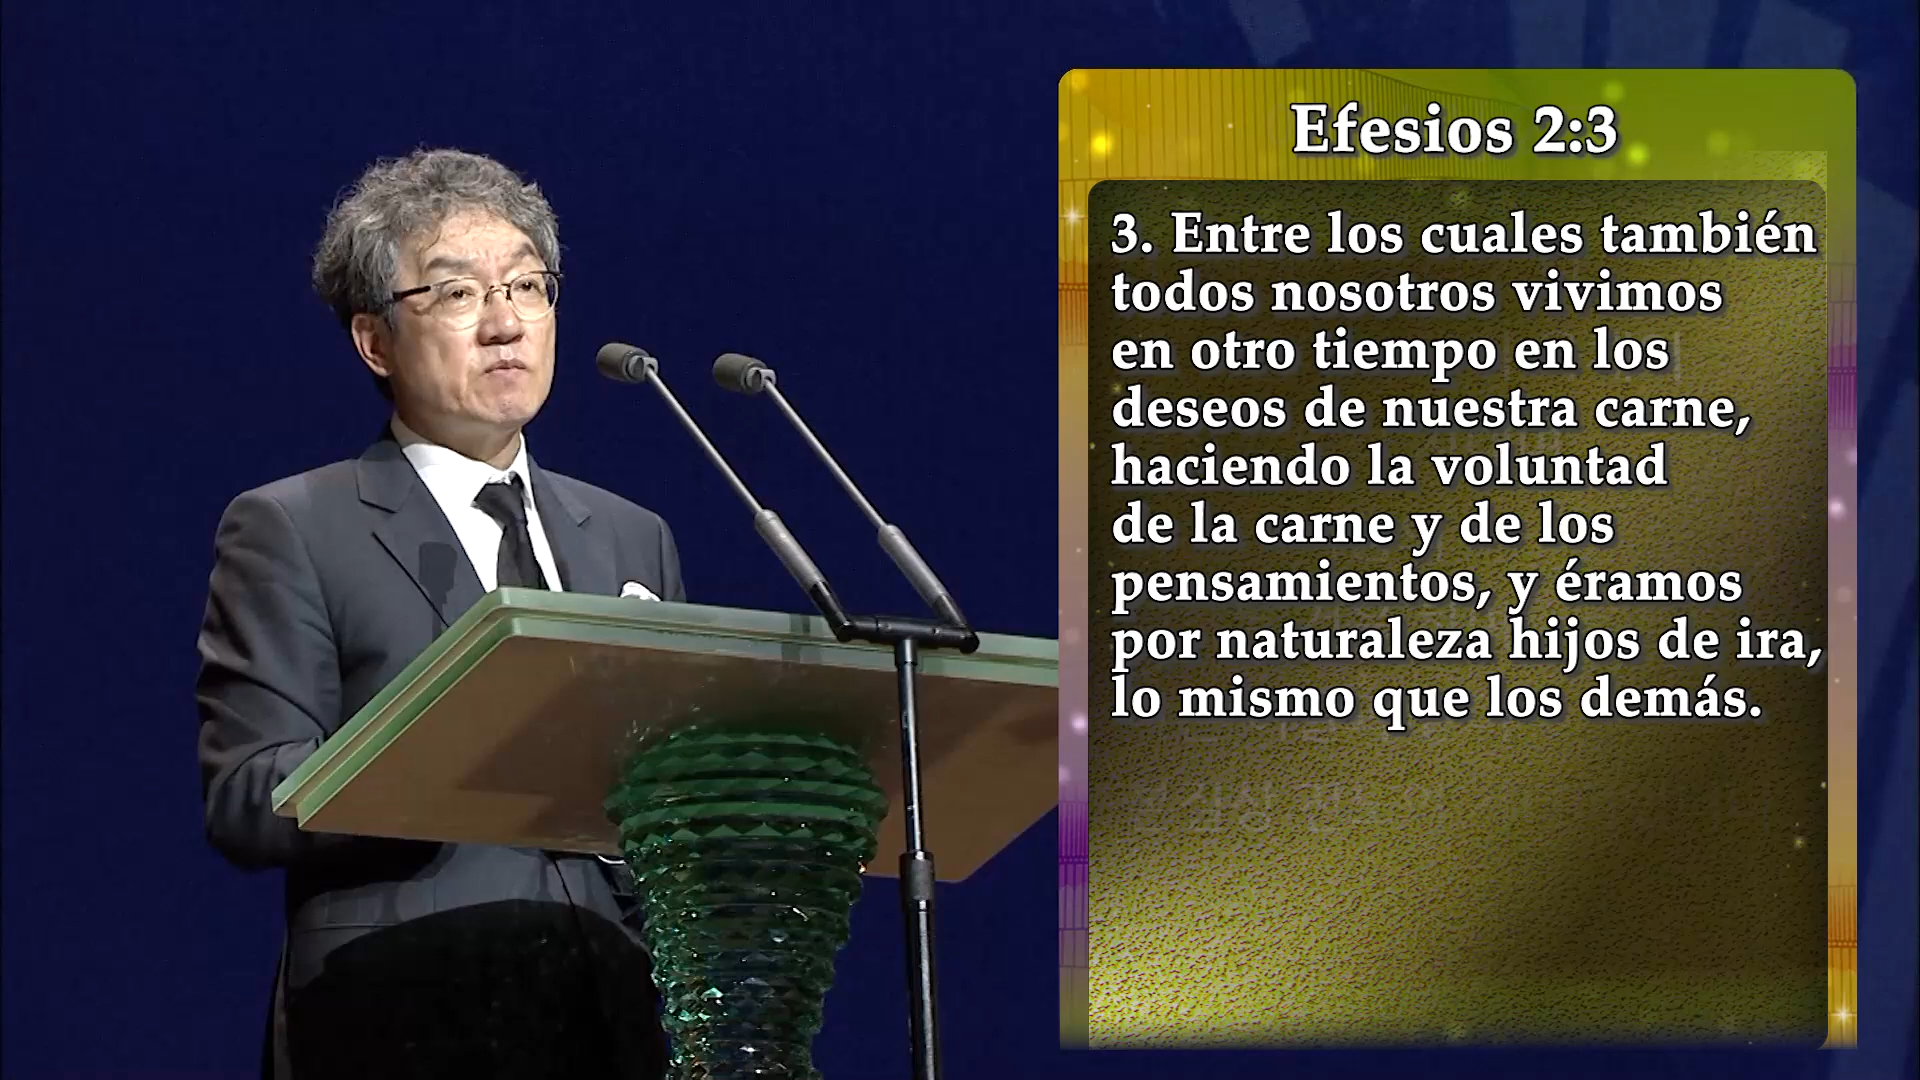 Efesios 2:3
3. Entre los cuales también
todos nosotros vivimos
en otro tiempo en los
deseos de nuestra carne,
haciendo la voluntad
de la carne y de los
pensamientos, y éramos
por naturaleza hijos de ira,
lo mismo que los demás.